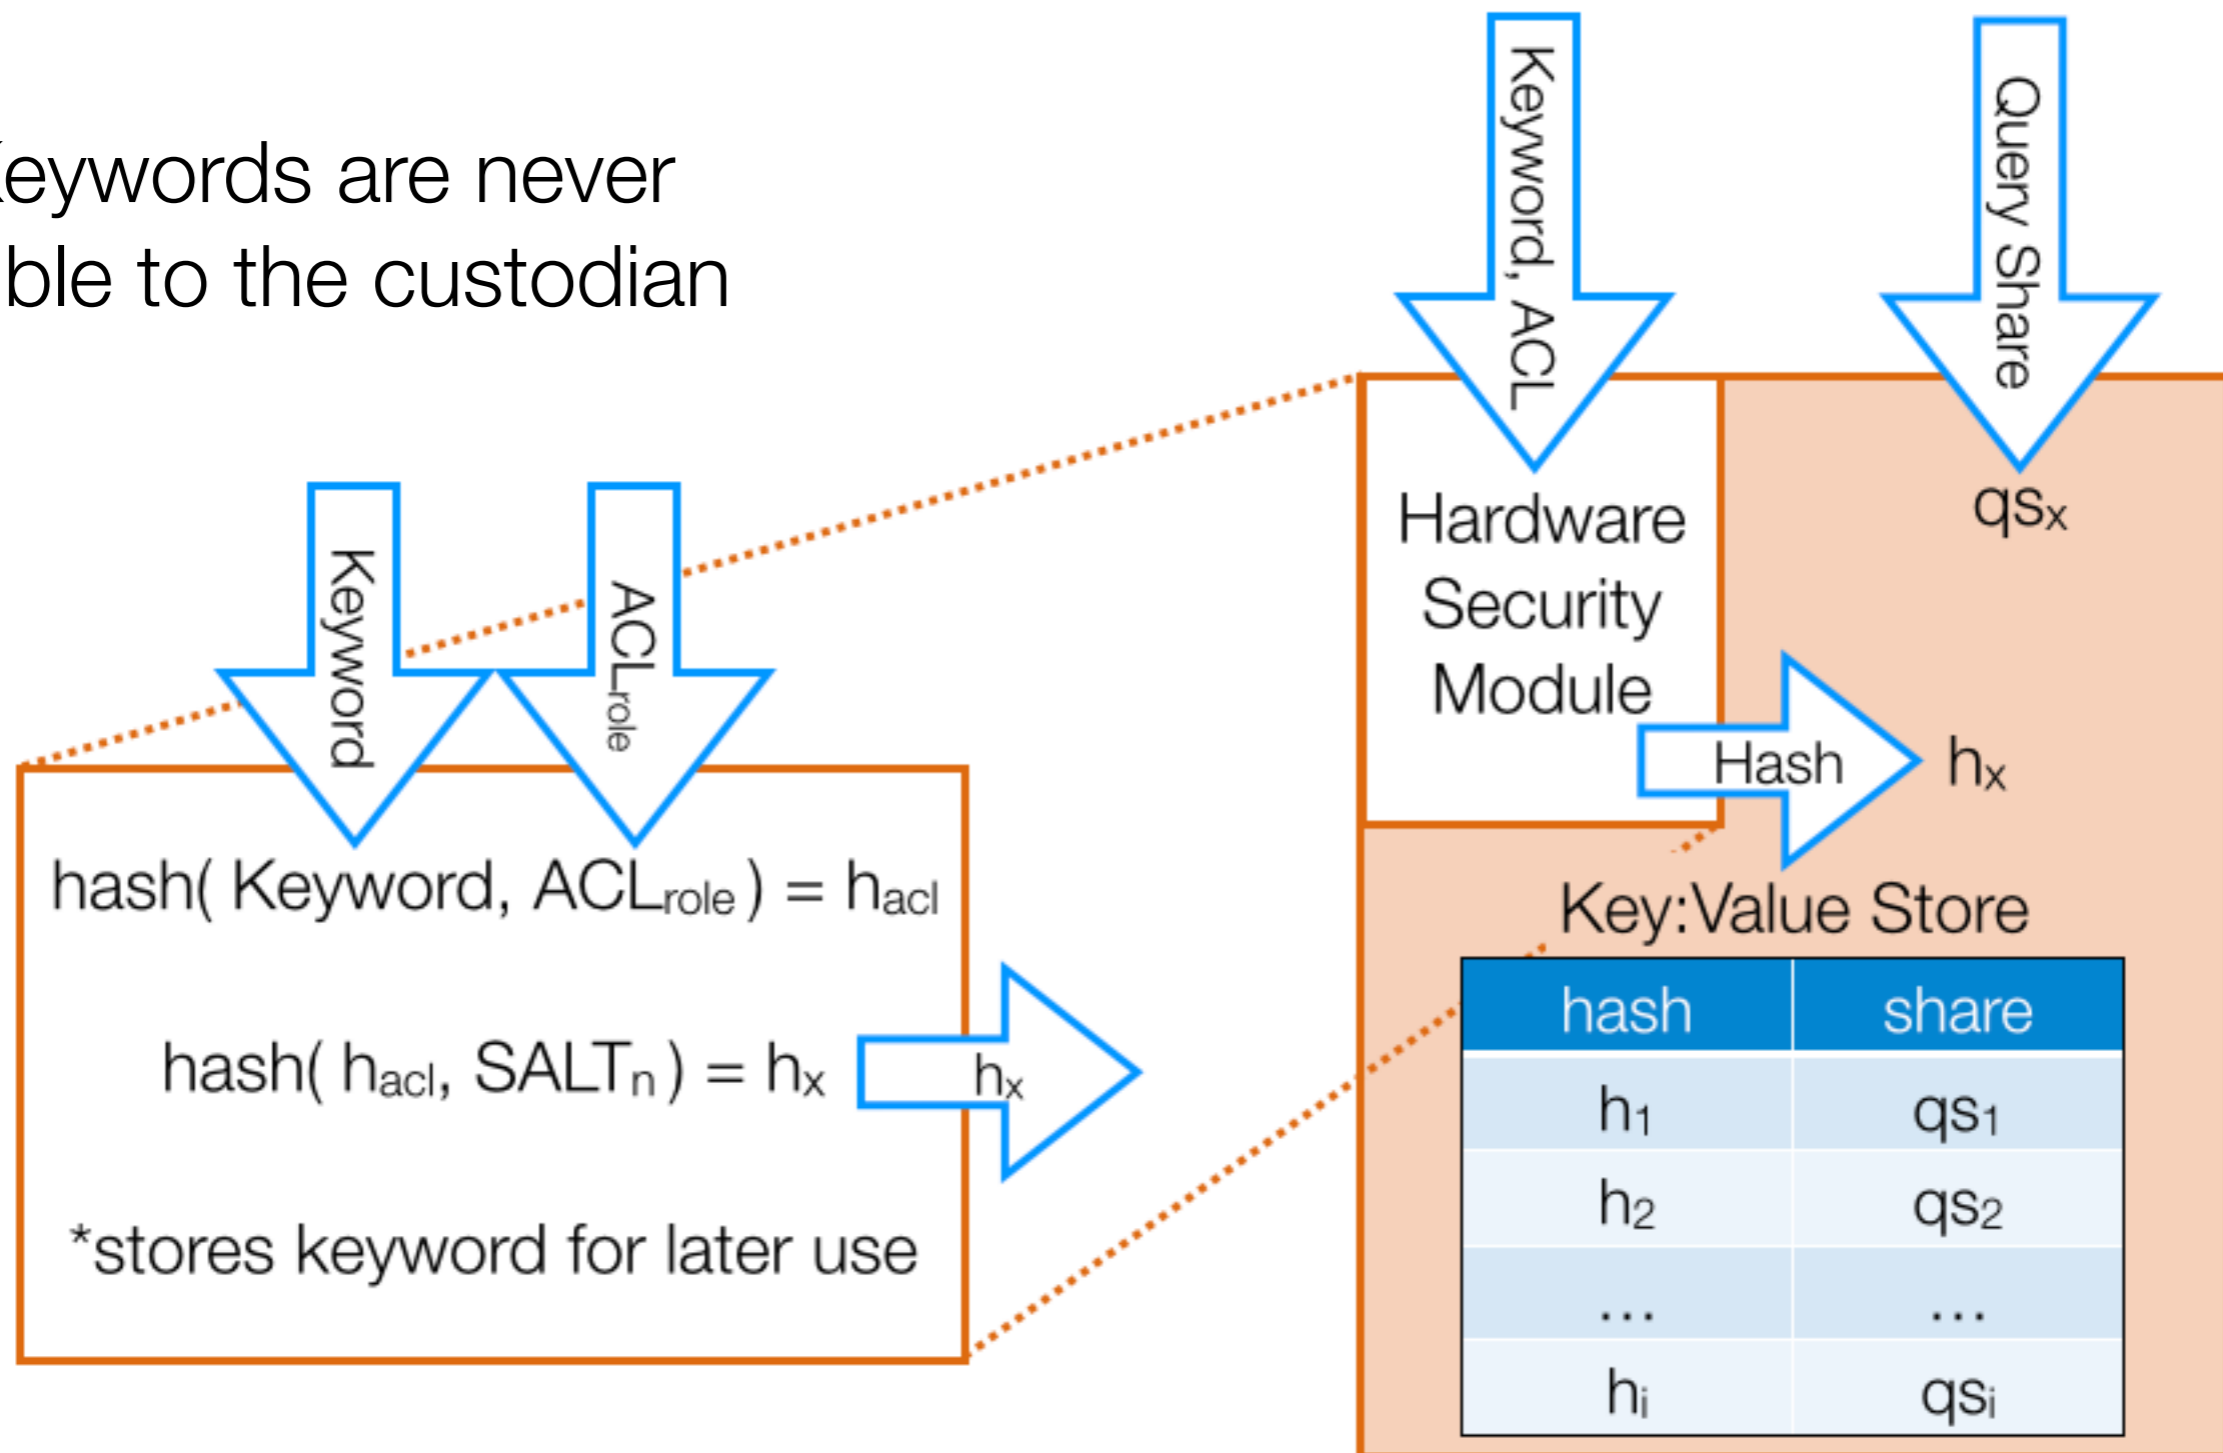 eywords are never
ble to the custodian
Keyword, ACL
Query Share
Hardware
Security
Module
qsx
Hash
hx
Keyword
ACLrole
hash( Keyword, ACLrole ) = hacl
hash( hacl, SALTn ) = hx
hx
*stores keyword for later use
Key:Value Store
hash share
h1 qs1
h2 qs2
... ...
hi qsi